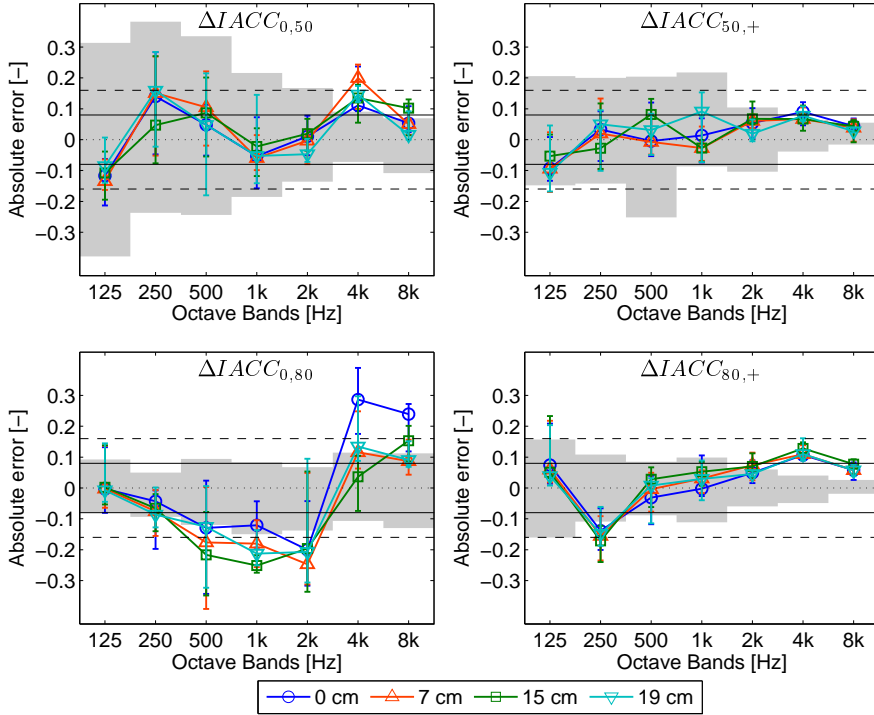 ΔIACC0,50
Absolute error [–]
0.3
0.2
0.1
0
−0.1
−0.2
−0.3
125 250 500 1k 2k 4k 8k
Octave Bands [Hz]
ΔIACC50,+
Absolute error [–]
0.3
0.2
0.1
0
−0.1
−0.2
−0.3
125 250 500 1k 2k 4k 8k
Octave Bands [Hz]
ΔIACC0,80
Absolute error [–]
0.3
0.2
0.1
0
−0.1
−0.2
−0.3
125 250 500 1k 2k 4k 8k
Octave Bands [Hz]
ΔIACC80,+
Absolute error [–]
0.3
0.2
0.1
0
−0.1
−0.2
−0.3
125 250 500 1k 2k 4k 8k
Octave Bands [Hz]
0 cm 7 cm 15 cm 19 cm